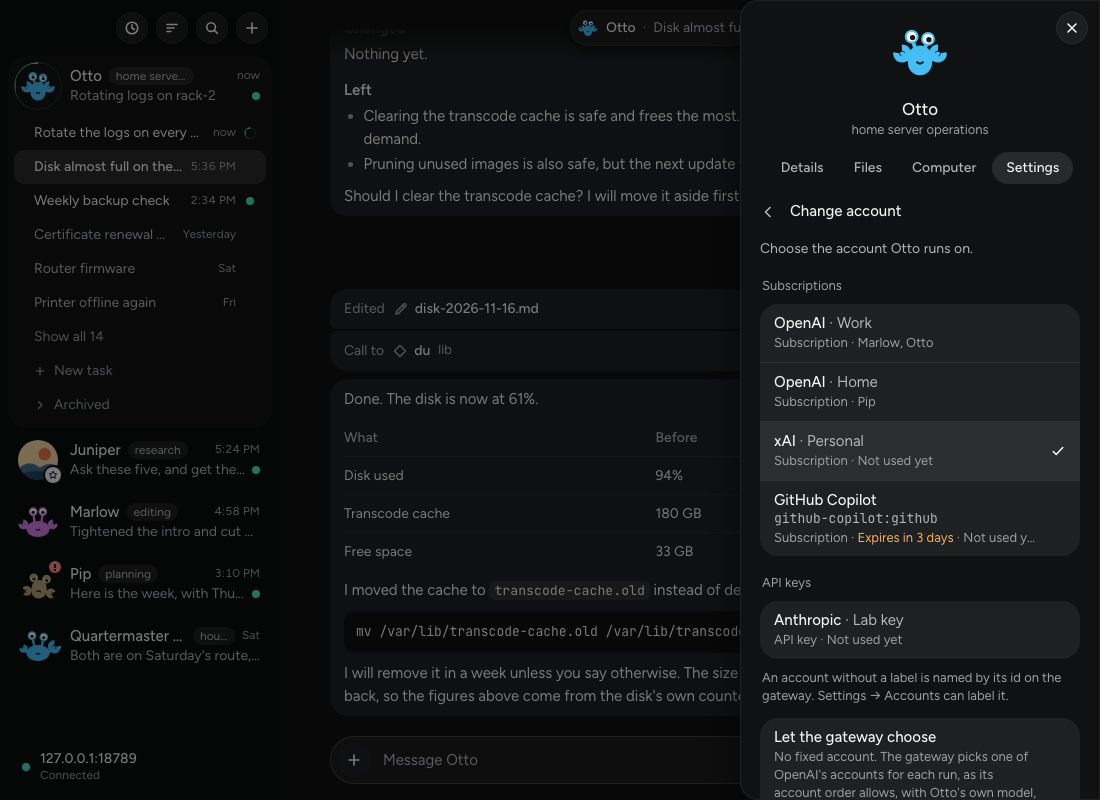 Otto
home serve...
now
Rotating logs on rack-2
Rotate the logs on every ...
now
Disk almost full on the...
5:36 PM
Weekly backup check
2:34 PM
Certificate renewal ...
Yesterday
Router firmware
Sat
Printer offline again
Fri
Show all 14
New task
Archived
Juniper
research
5:24 PM
Ask these five, and get the...
Marlow
editing
4:58 PM
Tightened the intro and cut ...
Pip
planning
3:10 PM
Here is the week, with Thu...
Quartermaster ...
hou...
Sat
Both are on Saturday's route,...
127.0.0.1:18789
Connected
Otto · Disk almost fu
Changed
Nothing yet.
Left
Clearing the transcode cache is safe and frees the most.
demand.
Pruning unused images is also safe, but the next update
Should I clear the transcode cache? I will move it aside first
Edited disk-2026-11-16.md
Call to du lib
Done. The disk is now at 61%.
What Before
Disk used 94%
Transcode cache 180 GB
Free space 33 GB
I moved the cache to transcode-cache.old instead of de
mv /var/lib/transcode-cache.old /var/lib/transcod
I will remove it in a week unless you say otherwise. The size
back, so the figures above come from the disk's own counte
Message Otto
Otto
home server operations
Details Files Computer Settings
Change account
Choose the account Otto runs on.
Subscriptions
OpenAI · Work
Subscription · Marlow, Otto
OpenAI · Home
Subscription · Pip
xAI · Personal
Subscription · Not used yet
GitHub Copilot
github-copilot:github
Subscription · Expires in 3 days · Not used y...
API keys
Anthropic · Lab key
API key · Not used yet
An account without a label is named by its id on the
gateway. Settings → Accounts can label it.
Let the gateway choose
No fixed account. The gateway picks one of
OpenAI's accounts for each run, as its
account order allows, with Otto's own model,